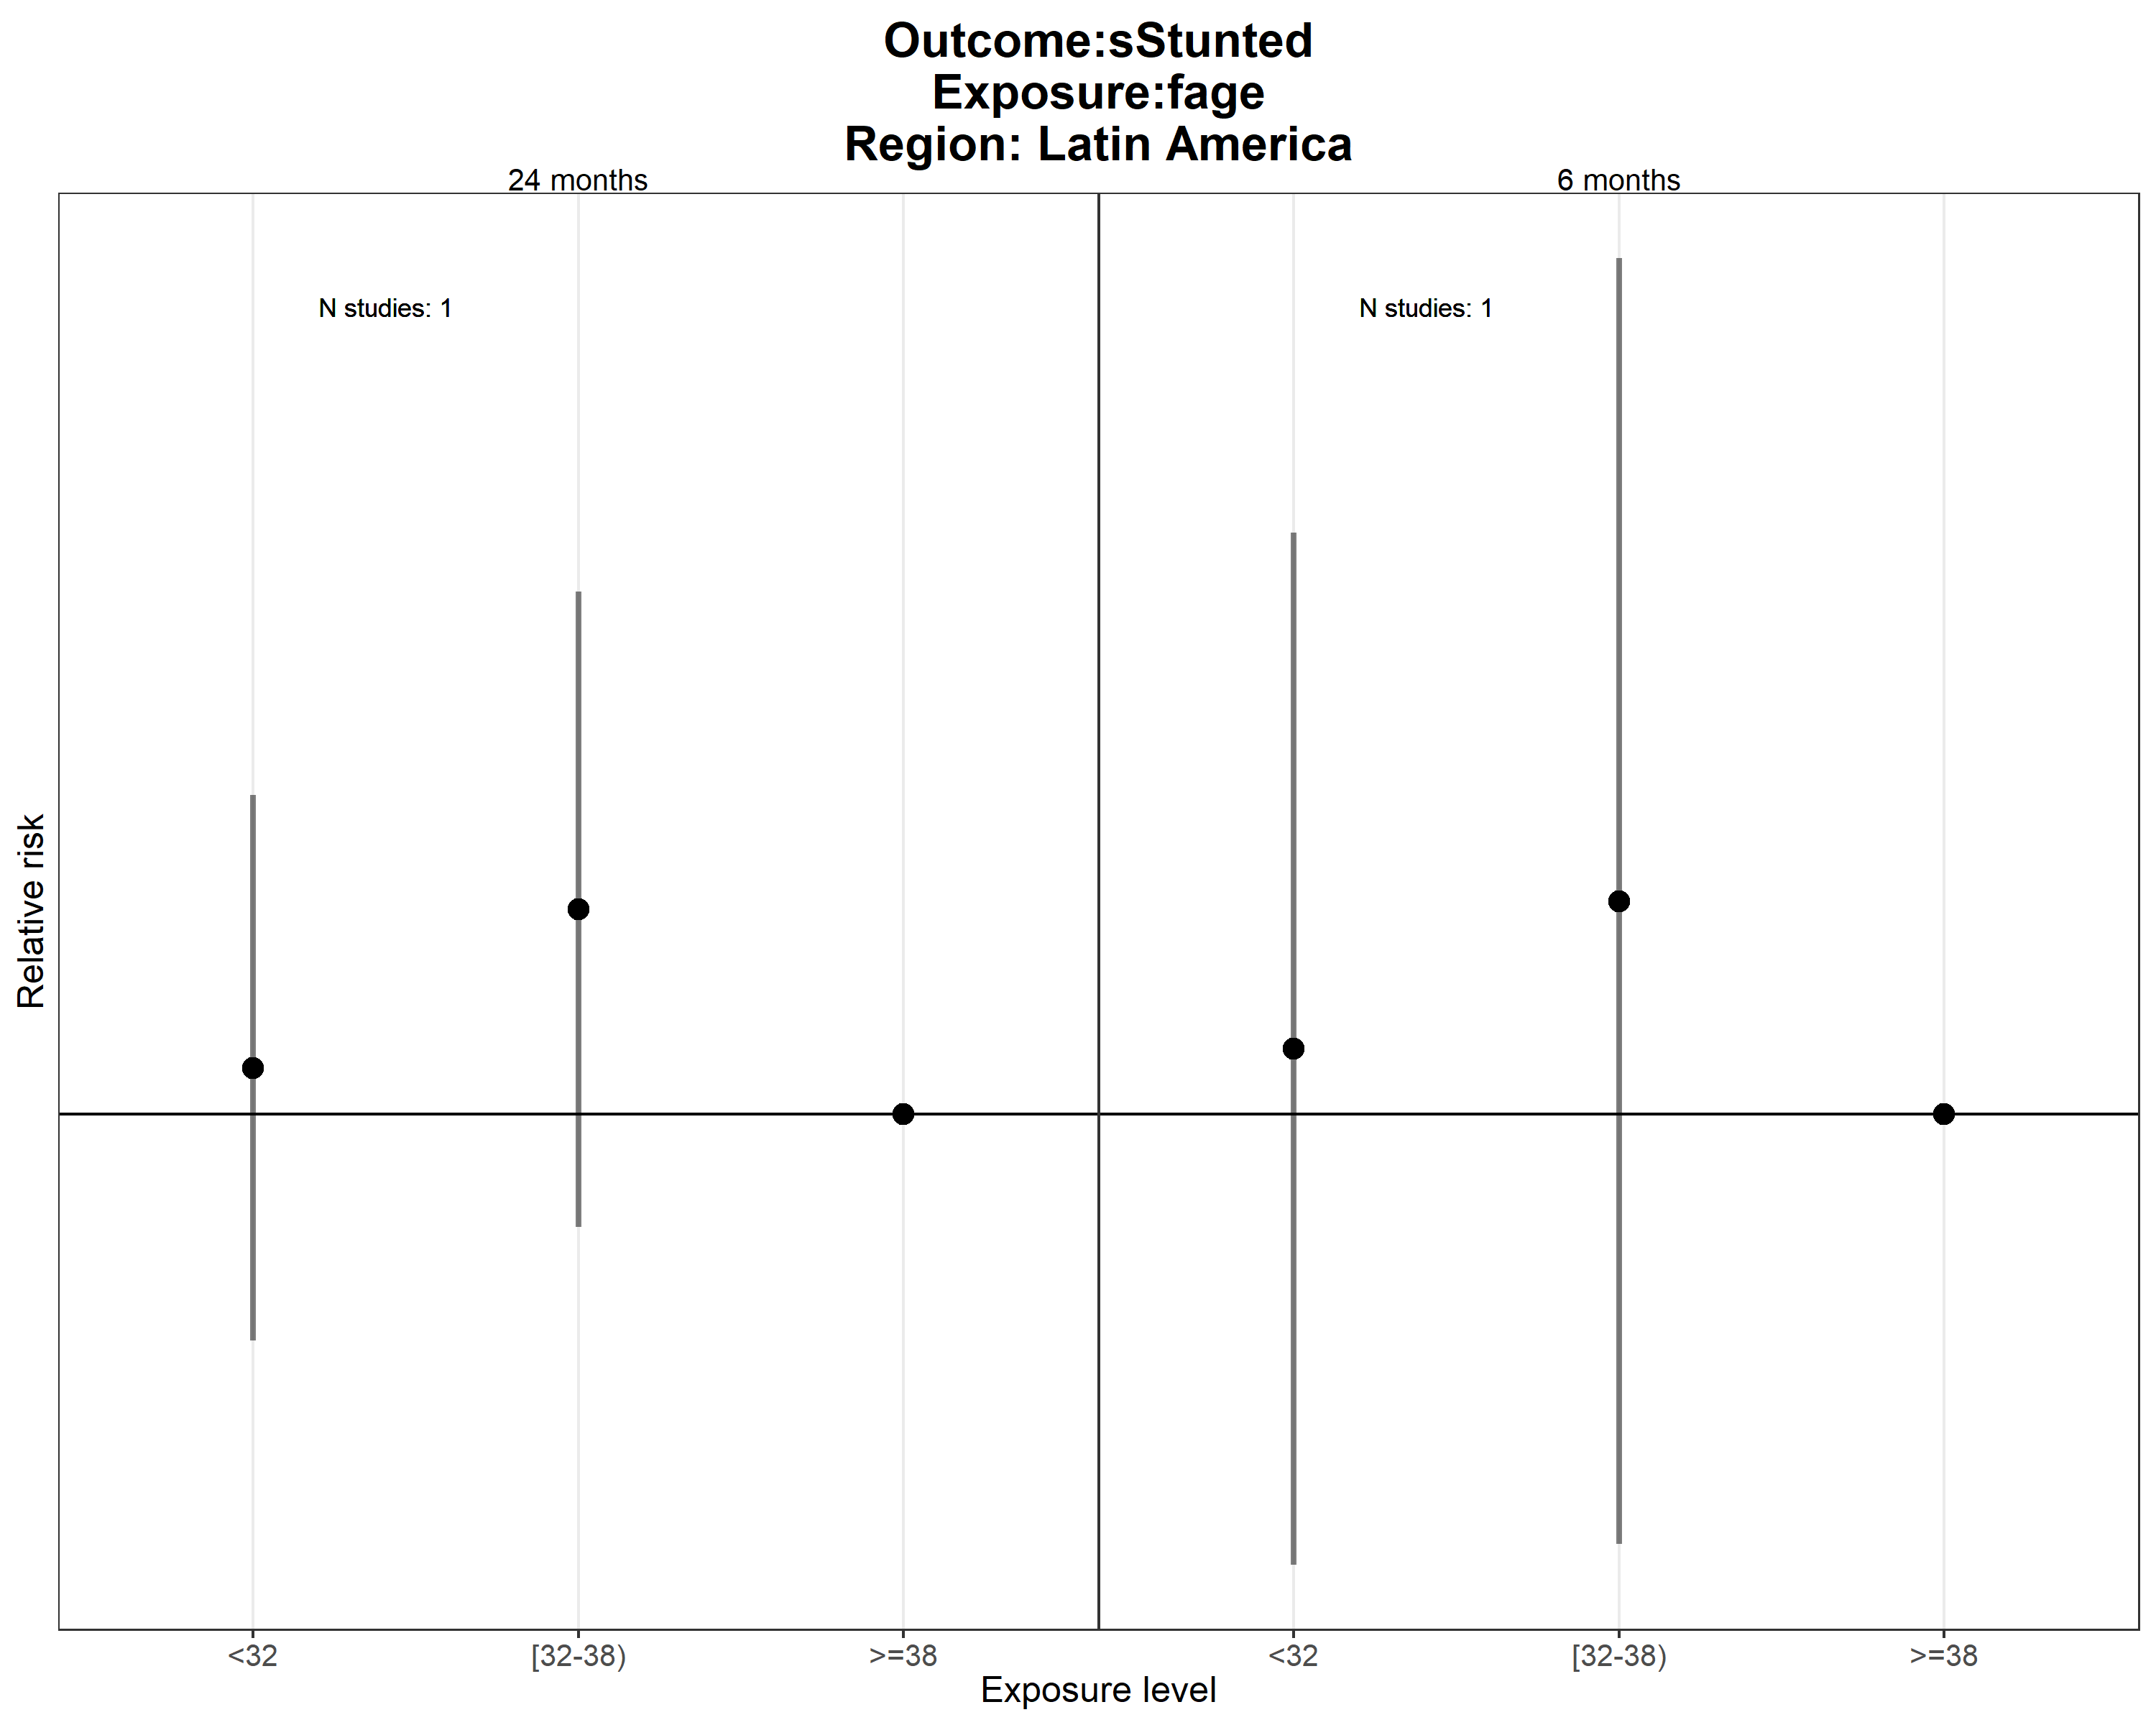 Outcome:sStunted
Exposure:fage
Region: Latin America
24 months
6 months
N studies: 1
N studies: 1
Relative risk
<32
[32-38)
>=38
<32
[32-38)
>=38
Exposure level